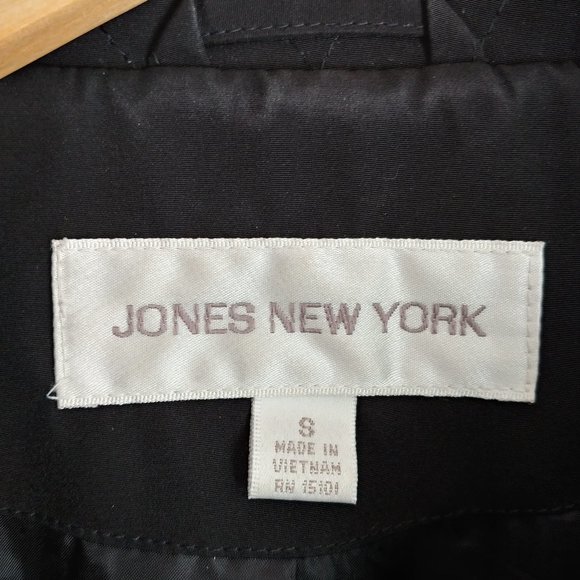 JONES NEW YORK
S
MADE IN
VIETNAM
RN 15101